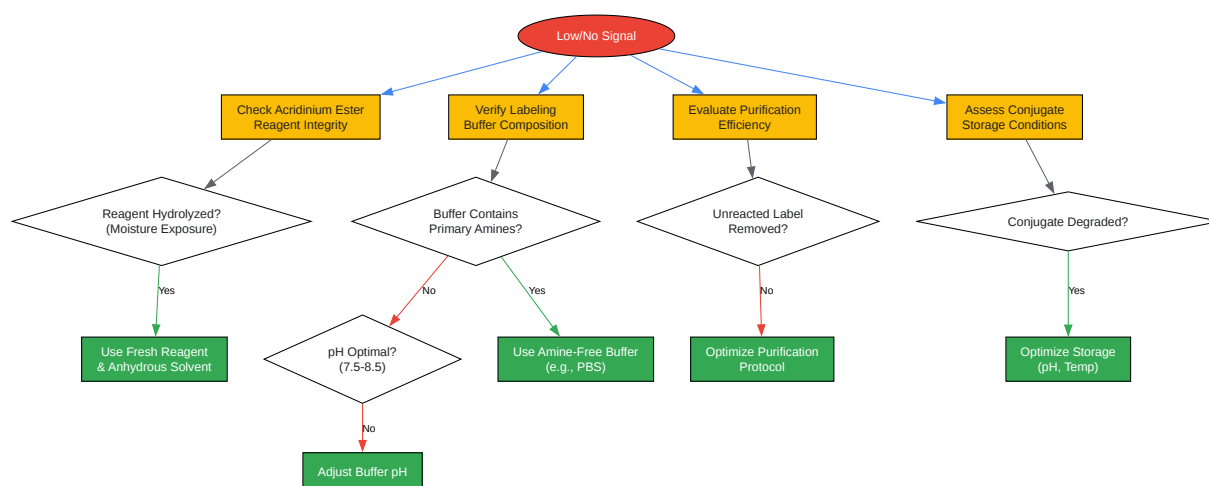 Low/No Signal
Check Acridinium Ester
Reagent Integrity
Verify Labeling
Buffer Composition
Evaluate Purification
Efficiency
Assess Conjugate
Storage Conditions
Reagent Hydrolyzed?
(Moisture Exposure)
Buffer Contains
Primary Amines?
Unreacted Label
Removed?
Conjugate Degraded?
Yes
No
Yes
No
Yes
Use Fresh Reagent
& Anhydrous Solvent
pH Optimal?
(7.5-8.5)
Use Amine-Free Buffer
(e.g., PBS)
Optimize Purification
Protocol
Optimize Storage
(pH, Temp)
No
Adjust Buffer pH